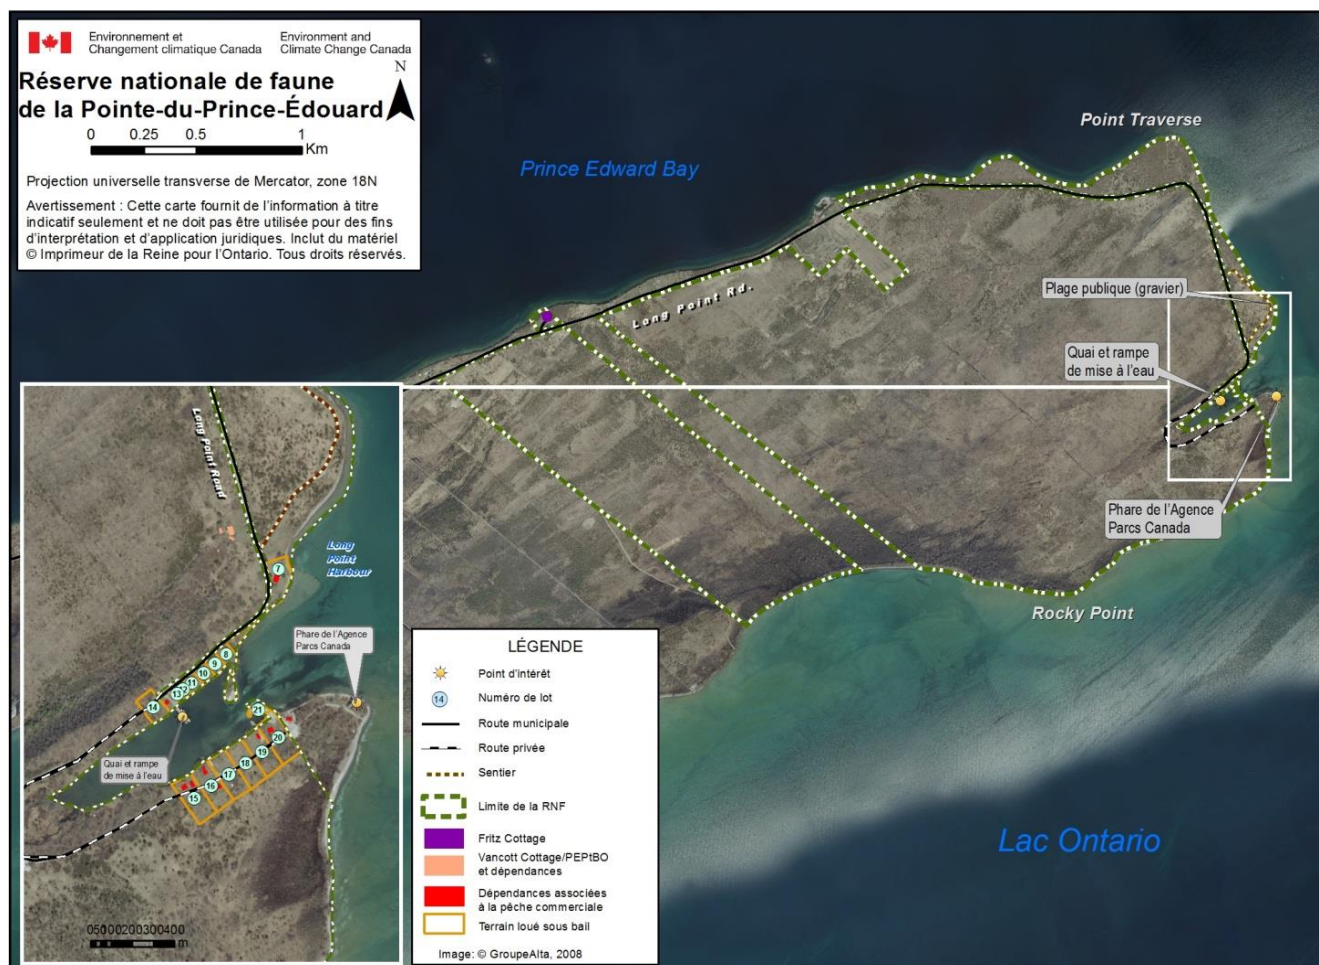 Environnement et
Changement climatique Canada
Environment and
Climate Change Canada
Réserve nationale de faune
de la Pointe-du-Prince-Édouard
N
0 0.25 0.5 1
Km
Projection universelle transverse de Mercator, zone 18N
Avertissement : Cette carte fournit de l'information à titre
indicatif seulement et ne doit pas être utilisée pour des fins
d'interprétation et d'application juridiques. Inclut du matériel
© Imprimeur de la Reine pour l'Ontario. Tous droits réservés.
Prince Edward Bay
Point Traverse
Long Point Rd.
Plage publique (gravier)
Quai et rampe
de mise à l'eau
Phare de l'Agence
Parcs Canada
Rocky Point
Lac Ontario
Long Point Road
Long
Point
Harbour
7
Phare de l'Agence
Parcs Canada
8
9
10
11
12
13
14
21
20
19
18
17
16
15
Quai et rampe
de mise à l'eau
0 50 100 200 300 400
m
LÉGENDE
Point d'intérêt
14 Numéro de lot
Route municipale
Route privée
Sentier
Limite de la RNF
Fritz Cottage
Vancott Cottage/PEPtBO
et dépendances
Dépendances associées
à la pêche commerciale
Terrain loué sous bail
Image: © GroupeAlta, 2008